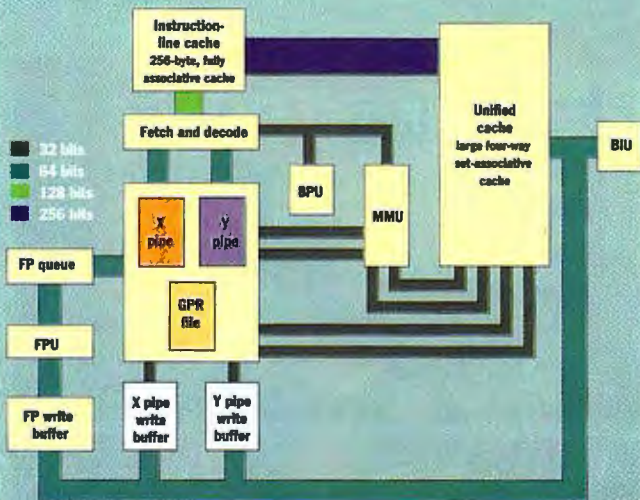 Instruction-
line cache
256-byte, fully
associative cache
Unified
cache
large four-way
set-associative
cache
Fetch and decode
BIU
32 bits
64 bits
128 bits
256 bits
BPU
MMU
X
pipe
Y
pipe
FP queue
GPR
file
FPU
FP write
buffer
X pipe
write
buffer
Y pipe
write
buffer